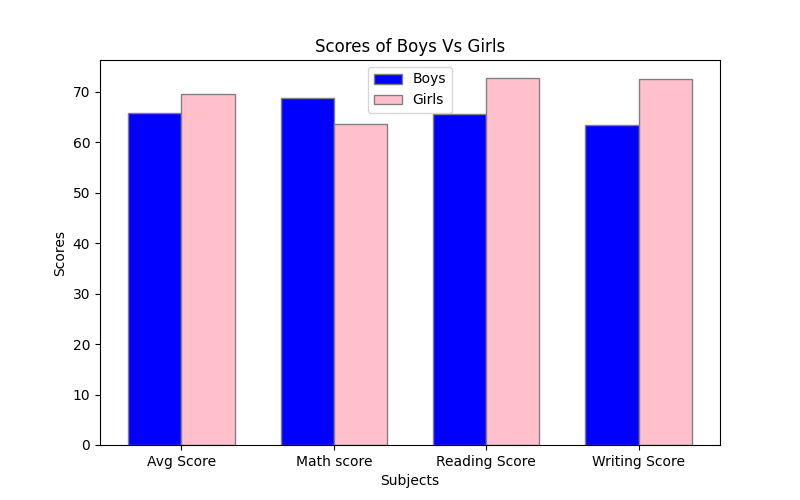 Scores of Boys Vs Girls
Boys
Girls
Scores
70
60
50
40
30
20
10
0
Avg Score
Math score
Reading Score
Writing Score
Subjects